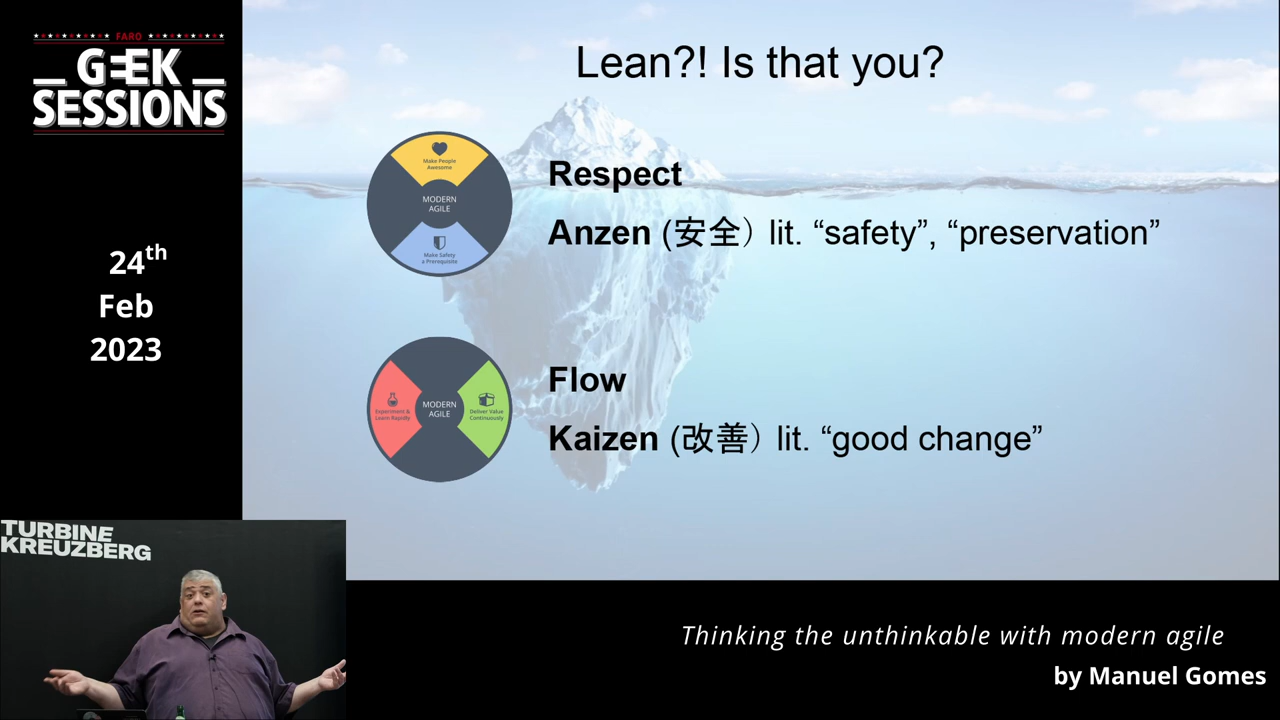 FARO
_ GEEK _
SESSIONS
24th
Feb
2023
Lean?! Is that you?
Make People
Awesome
MODERN
AGILE
Make Safety
a Prerequisite
Respect
Anzen (安全) lit. “safety”, “preservation”
Experiment &
Learn Rapidly
MODERN
AGILE
Deliver Value
Continuously
Flow
Kaizen (改善) lit. “good change”
TURBINE
KREUZBERG
Thinking the unthinkable with modern agile
by Manuel Gomes